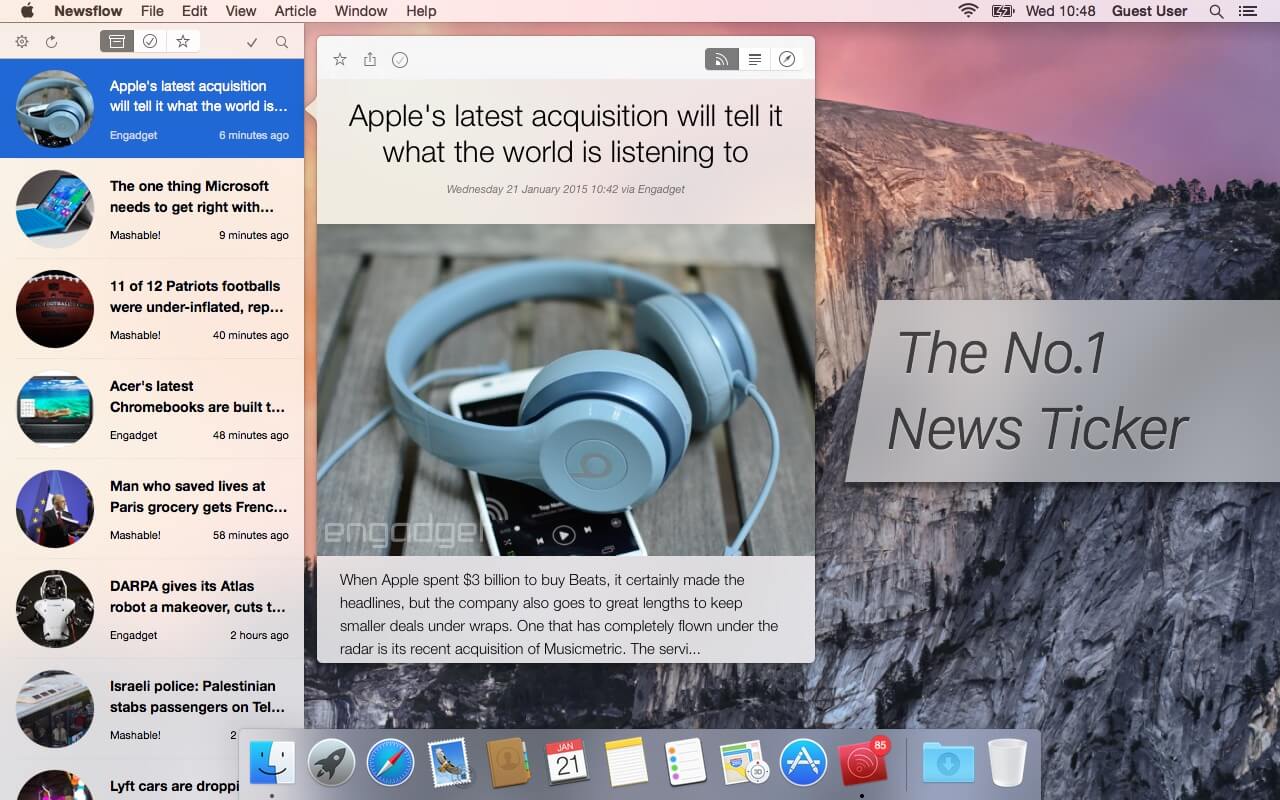 Newsflow File Edit View Article Window Help
Wed 10:48 Guest User
Apple's latest acquisition
will tell it what the world is...
Engadget 6 minutes ago
The one thing Microsoft
needs to get right with...
Mashable! 9 minutes ago
11 of 12 Patriots footballs
were under-inflated, rep...
Mashable! 40 minutes ago
Acer's latest
Chromebooks are built t...
Engadget 48 minutes ago
Man who saved lives at
Paris grocery gets Frenc...
Mashable! 58 minutes ago
DARPA gives its Atlas
robot a makeover, cuts t...
Engadget 2 hours ago
Israeli police: Palestinian
stabs passengers on Tel...
Mashable! 2
Lyft cars are droppi
Apple's latest acquisition will tell it
what the world is listening to
Wednesday 21 January 2015 10:42 via Engadget
engadget
When Apple spent $3 billion to buy Beats, it certainly made the
headlines, but the company also goes to great lengths to keep
smaller deals under wraps. One that has completely flown under the
radar is its recent acquisition of Musicmetric. The servi...
The No.1
News Ticker
JAN
21
3D
85